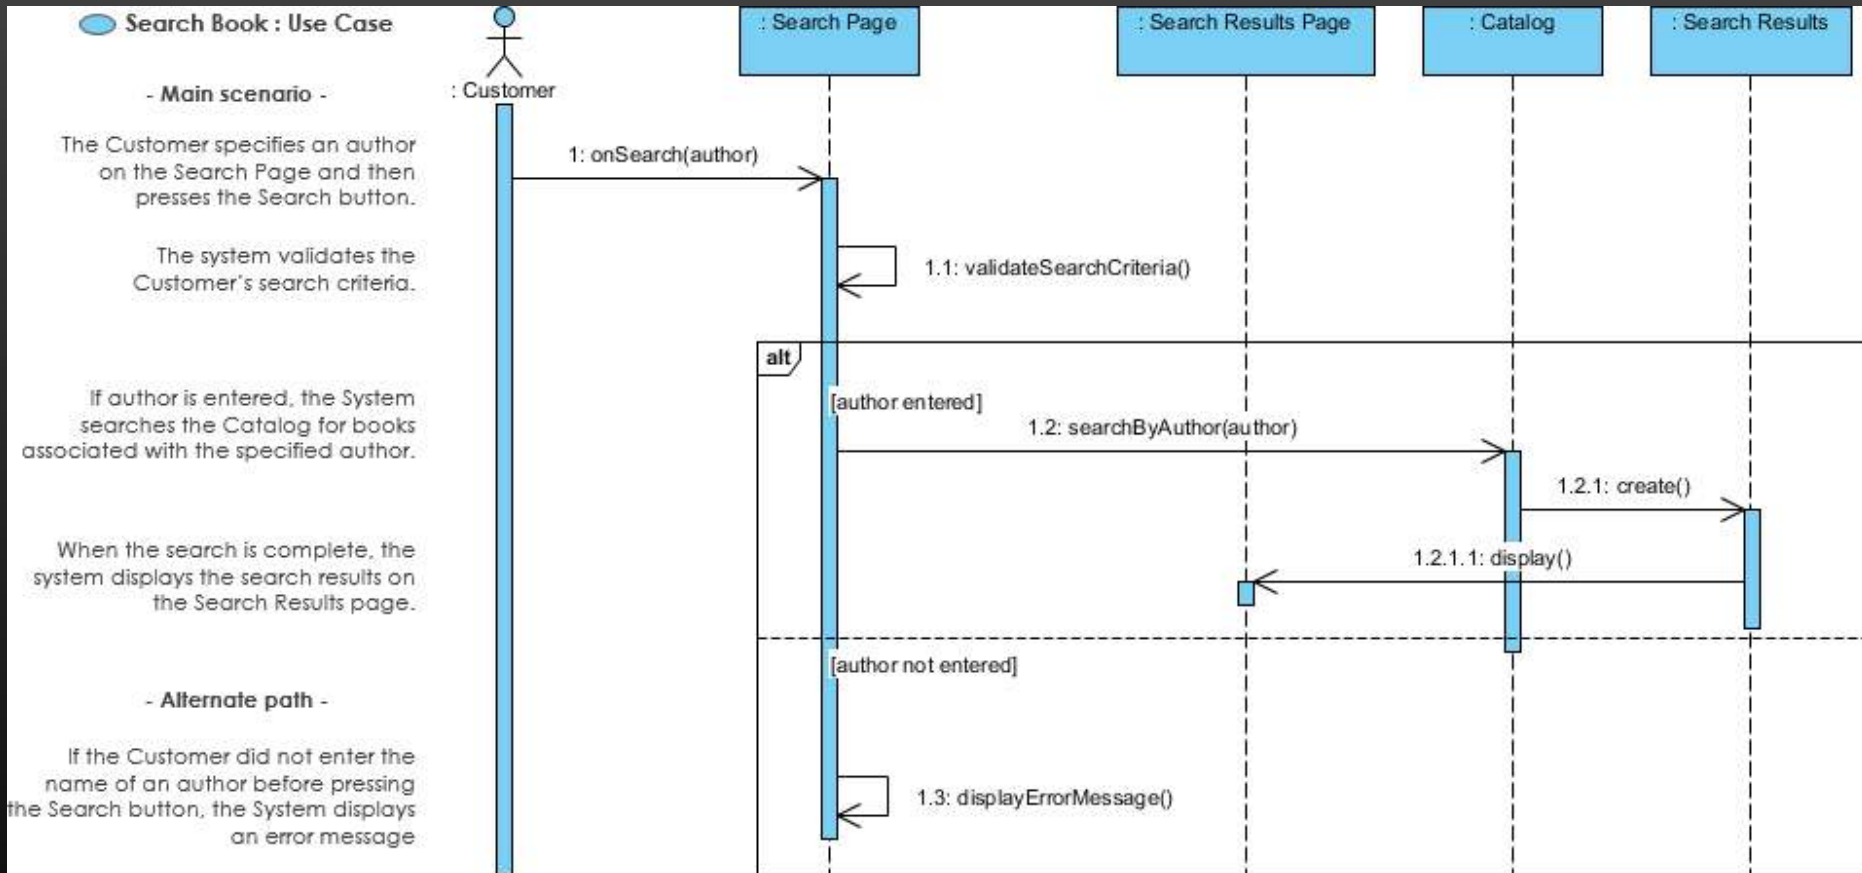 Search Book : Use Case
- Main scenario -
The Customer specifies an author
on the Search Page and then
presses the Search button.
The system validates the
Customer's search criteria.
If author is entered, the System
searches the Catalog for books
associated with the specified author.
When the search is complete, the
system displays the search results on
the Search Results page.
- Alternate path -
If the Customer did not enter the
name of an author before pressing
the Search button, the System displays
an error message
: Customer
: Search Page
: Search Results Page
: Catalog
: Search Results
1: onSearch(author)
1.1: validateSearchCriteria()
alt
[author entered]
1.2: searchByAuthor(author)
1.2.1: create()
1.2.1.1: display()
[author not entered]
1.3: displayErrorMessage()